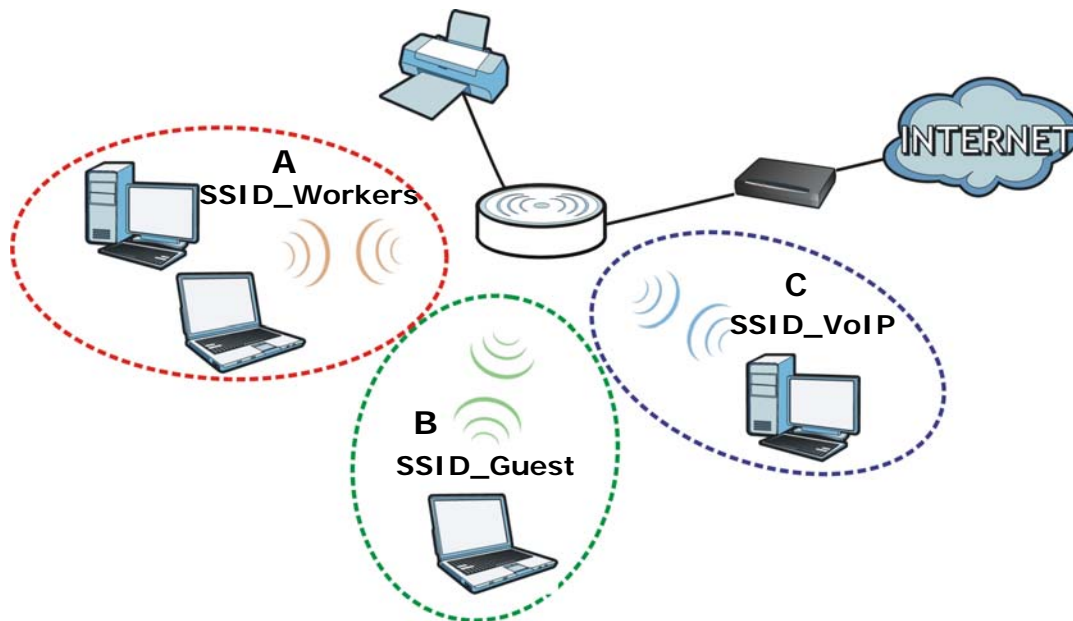 INTERNET
A
SSID_Workers
C
SSID_VoIP
B
SSID_Guest